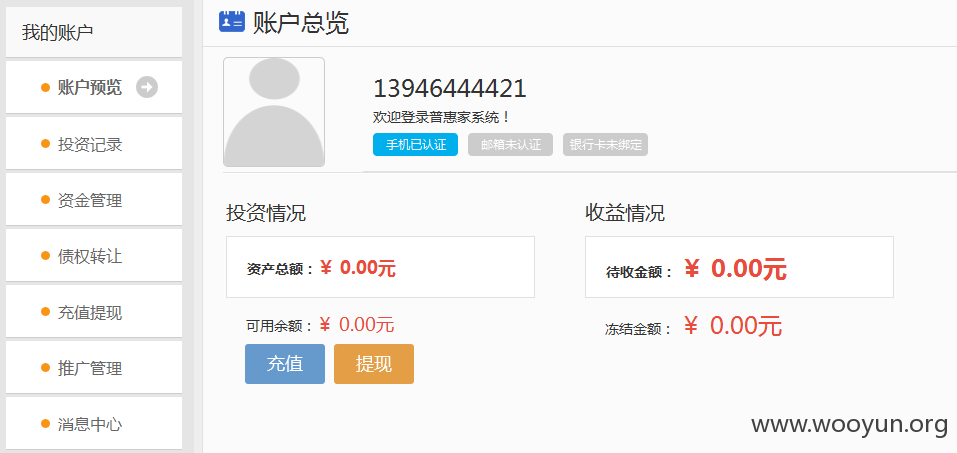 我的账户
账户预览
投资记录
资金管理
债权转让
充值提现
推广管理
消息中心
账户总览
13946444421
欢迎登录普惠家系统！
手机已认证 邮箱未认证 银行卡未绑定
投资情况
资产总额：¥ 0.00元
可用余额：¥ 0.00元
充值 提现
收益情况
待收金额：¥ 0.00元
冻结金额：¥ 0.00元
www.wooyun.org